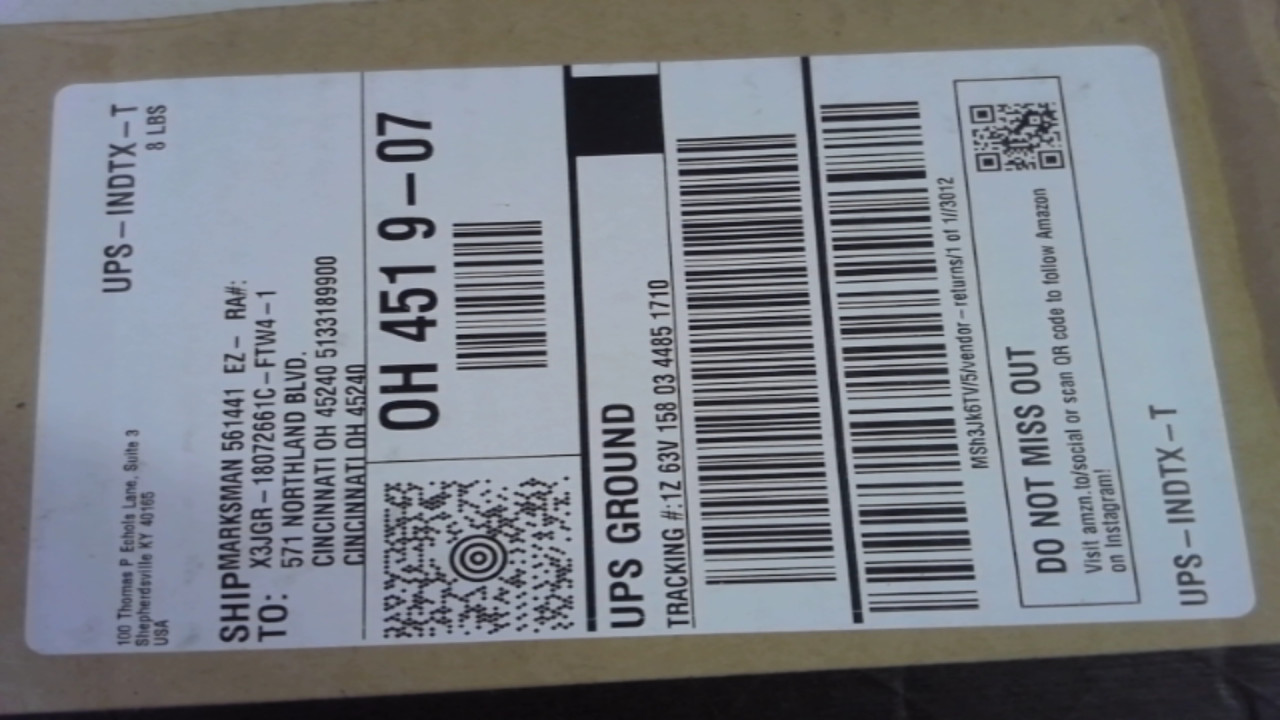 100 Thomas P Echols Lane, Suite 3
Shepherdsville KY 40165
USA
UPS-INDTX-T
8 LBS
SHIP TO:
MARKSMAN 561441 EZ- RA#:
X3JGR-18072661C-FTW4-1
571 NORTHLAND BLVD.
CINCINNATI OH 45240 5133189900
CINCINNATI OH 45240
OH 451 9-07
UPS GROUND
TRACKING #:1Z 63V 158 03 4485 1710
MSh3Jk6TV/5/vendor-returns/1 of 1//3012
DO NOT MISS OUT
Visit amzn.to/social or scan QR code to follow Amazon
on Instagram!
UPS-INDTX-T